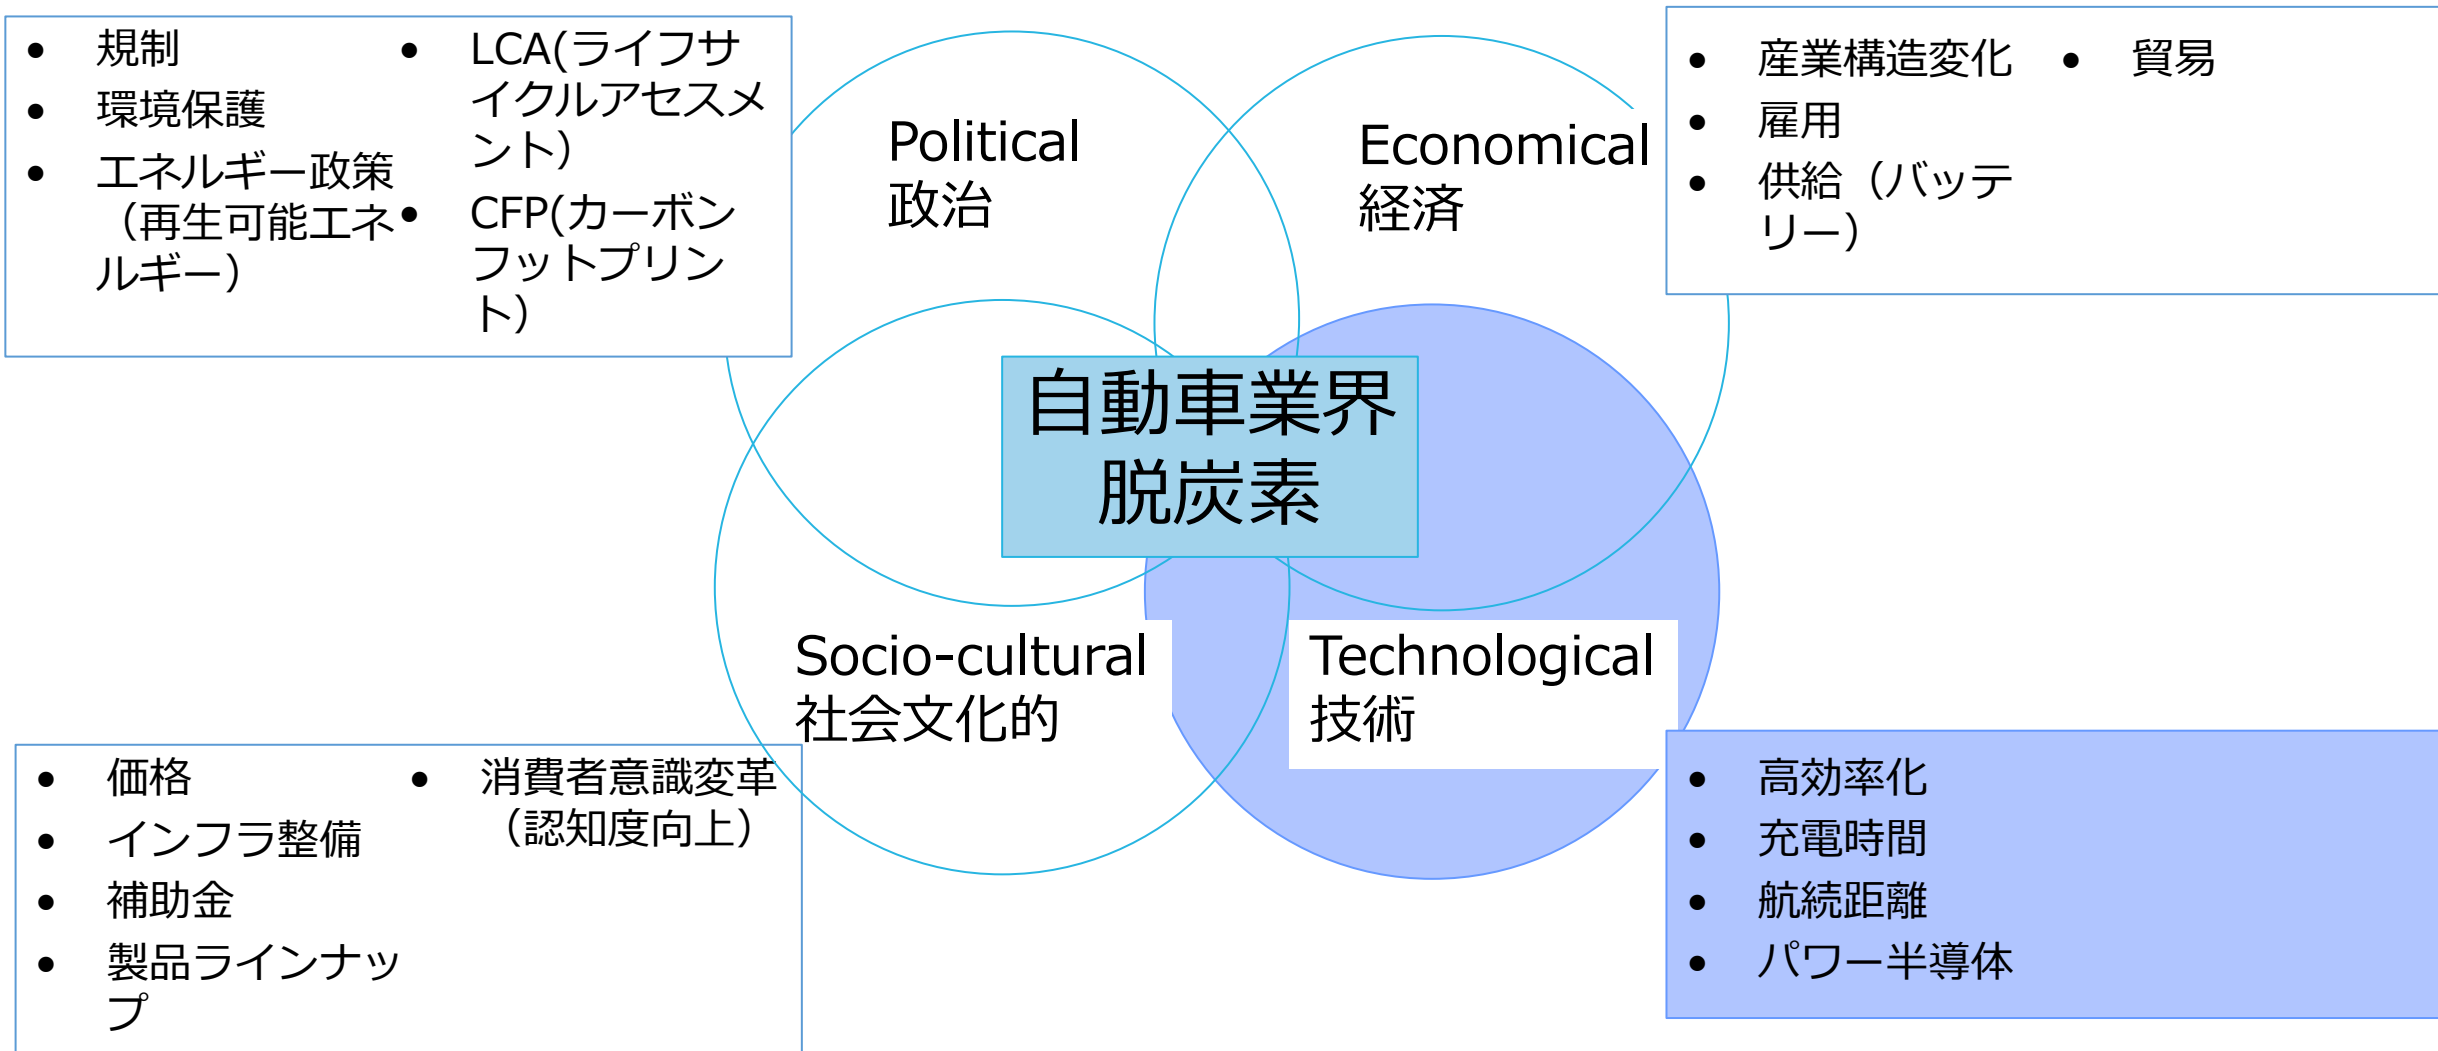 • 規制
• 環境保護
• エネルギー政策
（再生可能エネ
ルギー）
• LCA(ライフサ
イクルアセスメ
ント)
• CFP(カーボン
フットプリン
ト)
Political
政治
Economical
経済
• 産業構造変化
• 雇用
• 供給（バッテ
リー）
• 貿易
自動車業界
脱炭素
Socio-cultural
社会文化的
Technological
技術
• 価格
• インフラ整備
• 補助金
• 製品ラインナッ
プ
• 消費者意識変革
（認知度向上）
• 高効率化
• 充電時間
• 航続距離
• パワー半導体